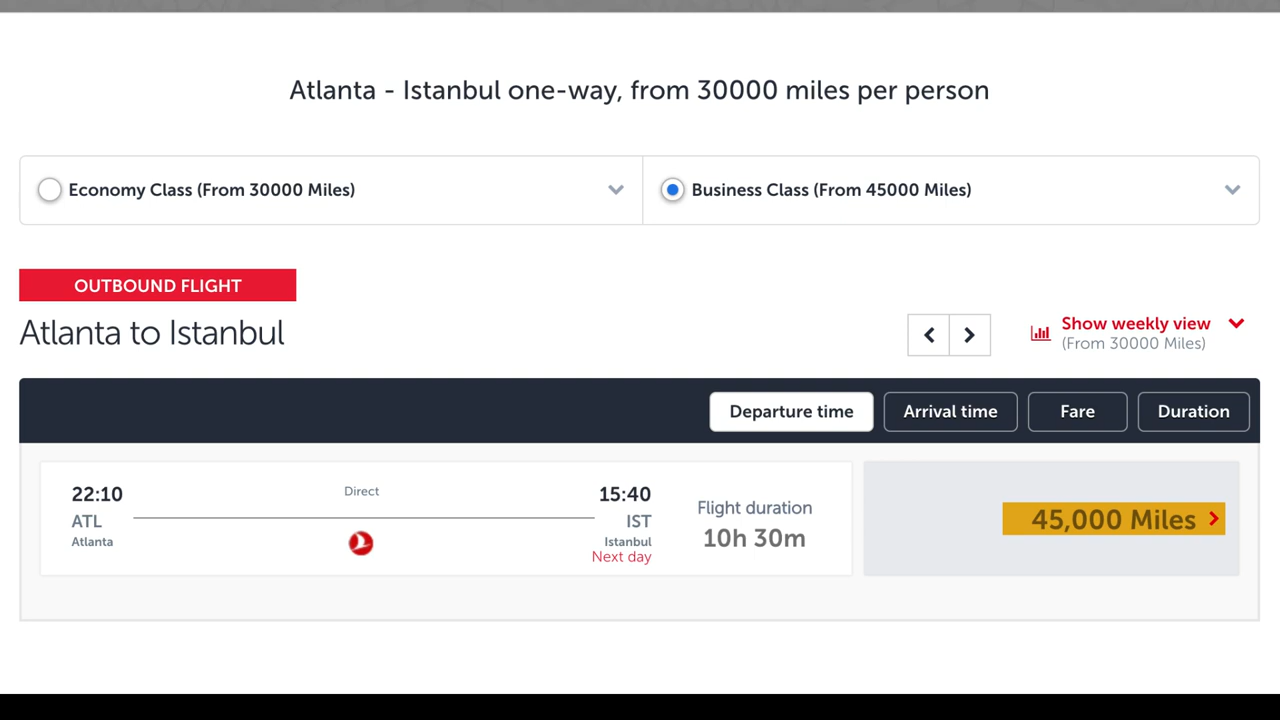 Atlanta - Istanbul one-way, from 30000 miles per person
Economy Class (From 30000 Miles)
Business Class (From 45000 Miles)
OUTBOUND FLIGHT
Atlanta to Istanbul
Show weekly view
(From 30000 Miles)
Departure time
Arrival time
Fare
Duration
22:10
ATL
Atlanta
Direct
15:40
IST
Istanbul
Next day
Flight duration
10h 30m
45,000 Miles